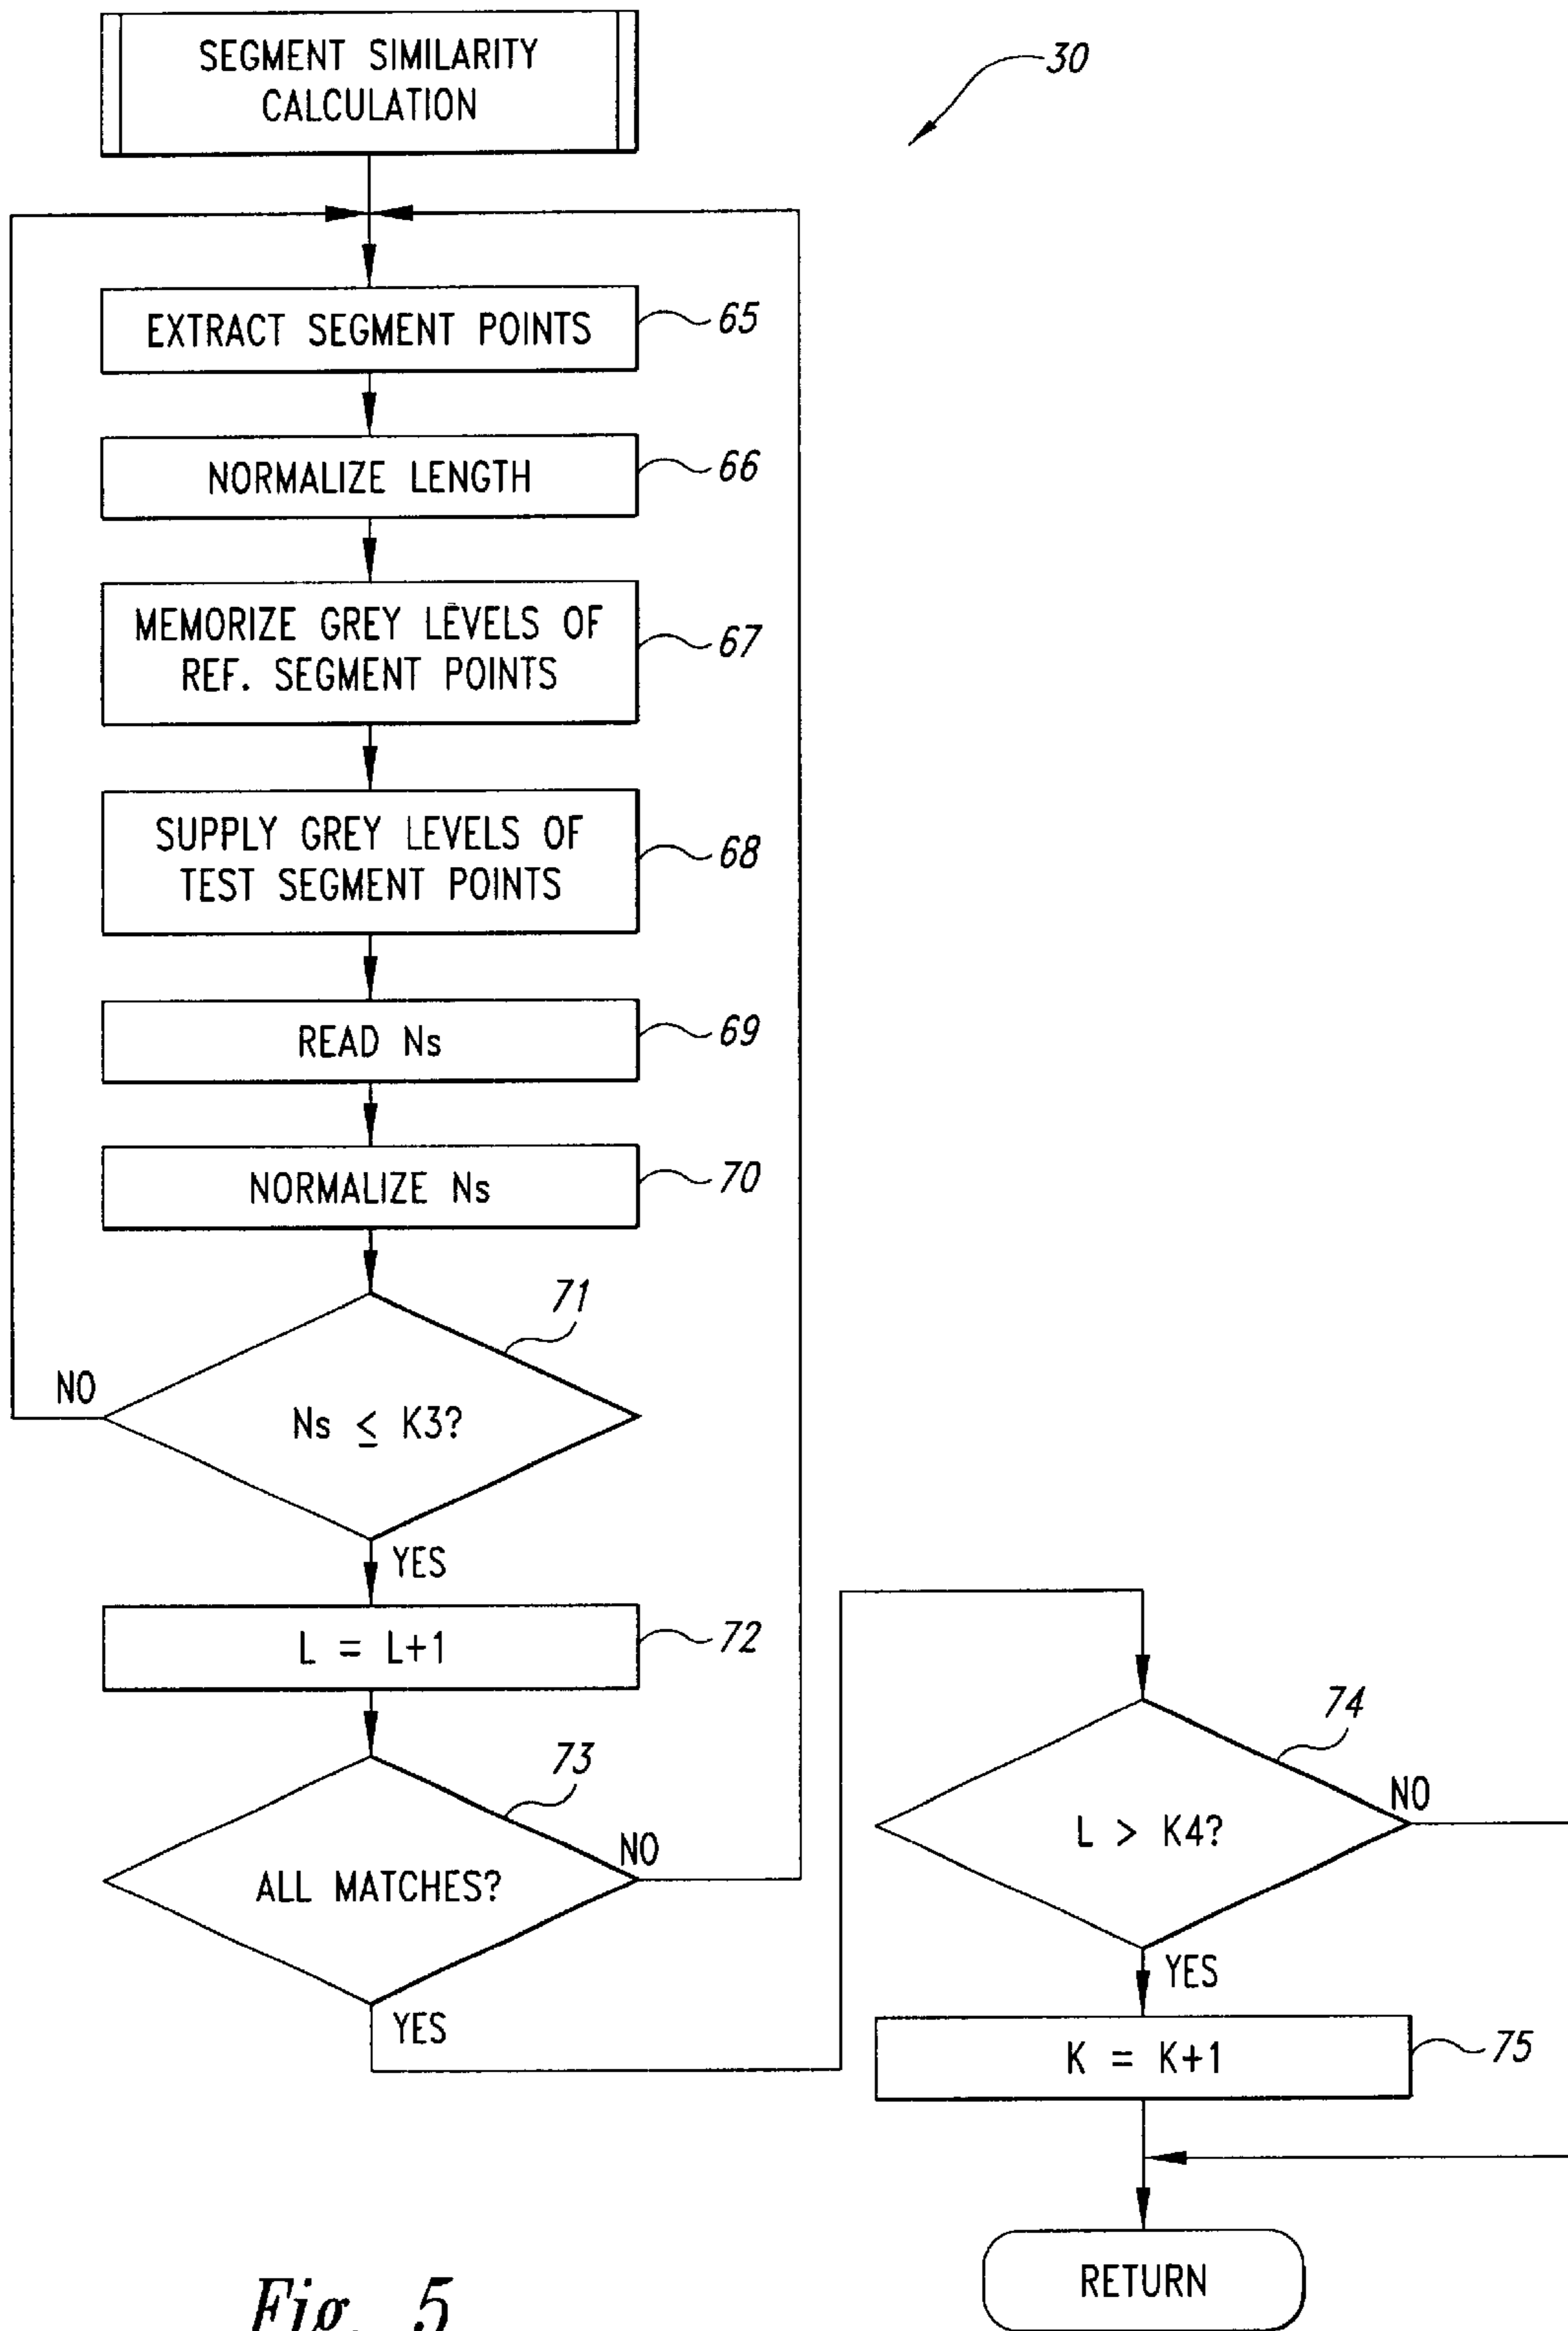 SEGMENT SIMILARITY
CALCULATION
30
EXTRACT SEGMENT POINTS
65
NORMALIZE LENGTH
66
MEMORIZE GREY LEVELS OF
REF. SEGMENT POINTS
67
SUPPLY GREY LEVELS OF
TEST SEGMENT POINTS
68
READ Ns
69
NORMALIZE Ns
70
71
NO
Ns ≤ K3?
YES
L = L+1
72
73
NO
ALL MATCHES?
YES
74
NO
L > K4?
YES
K = K+1
75
RETURN
Fig. 5